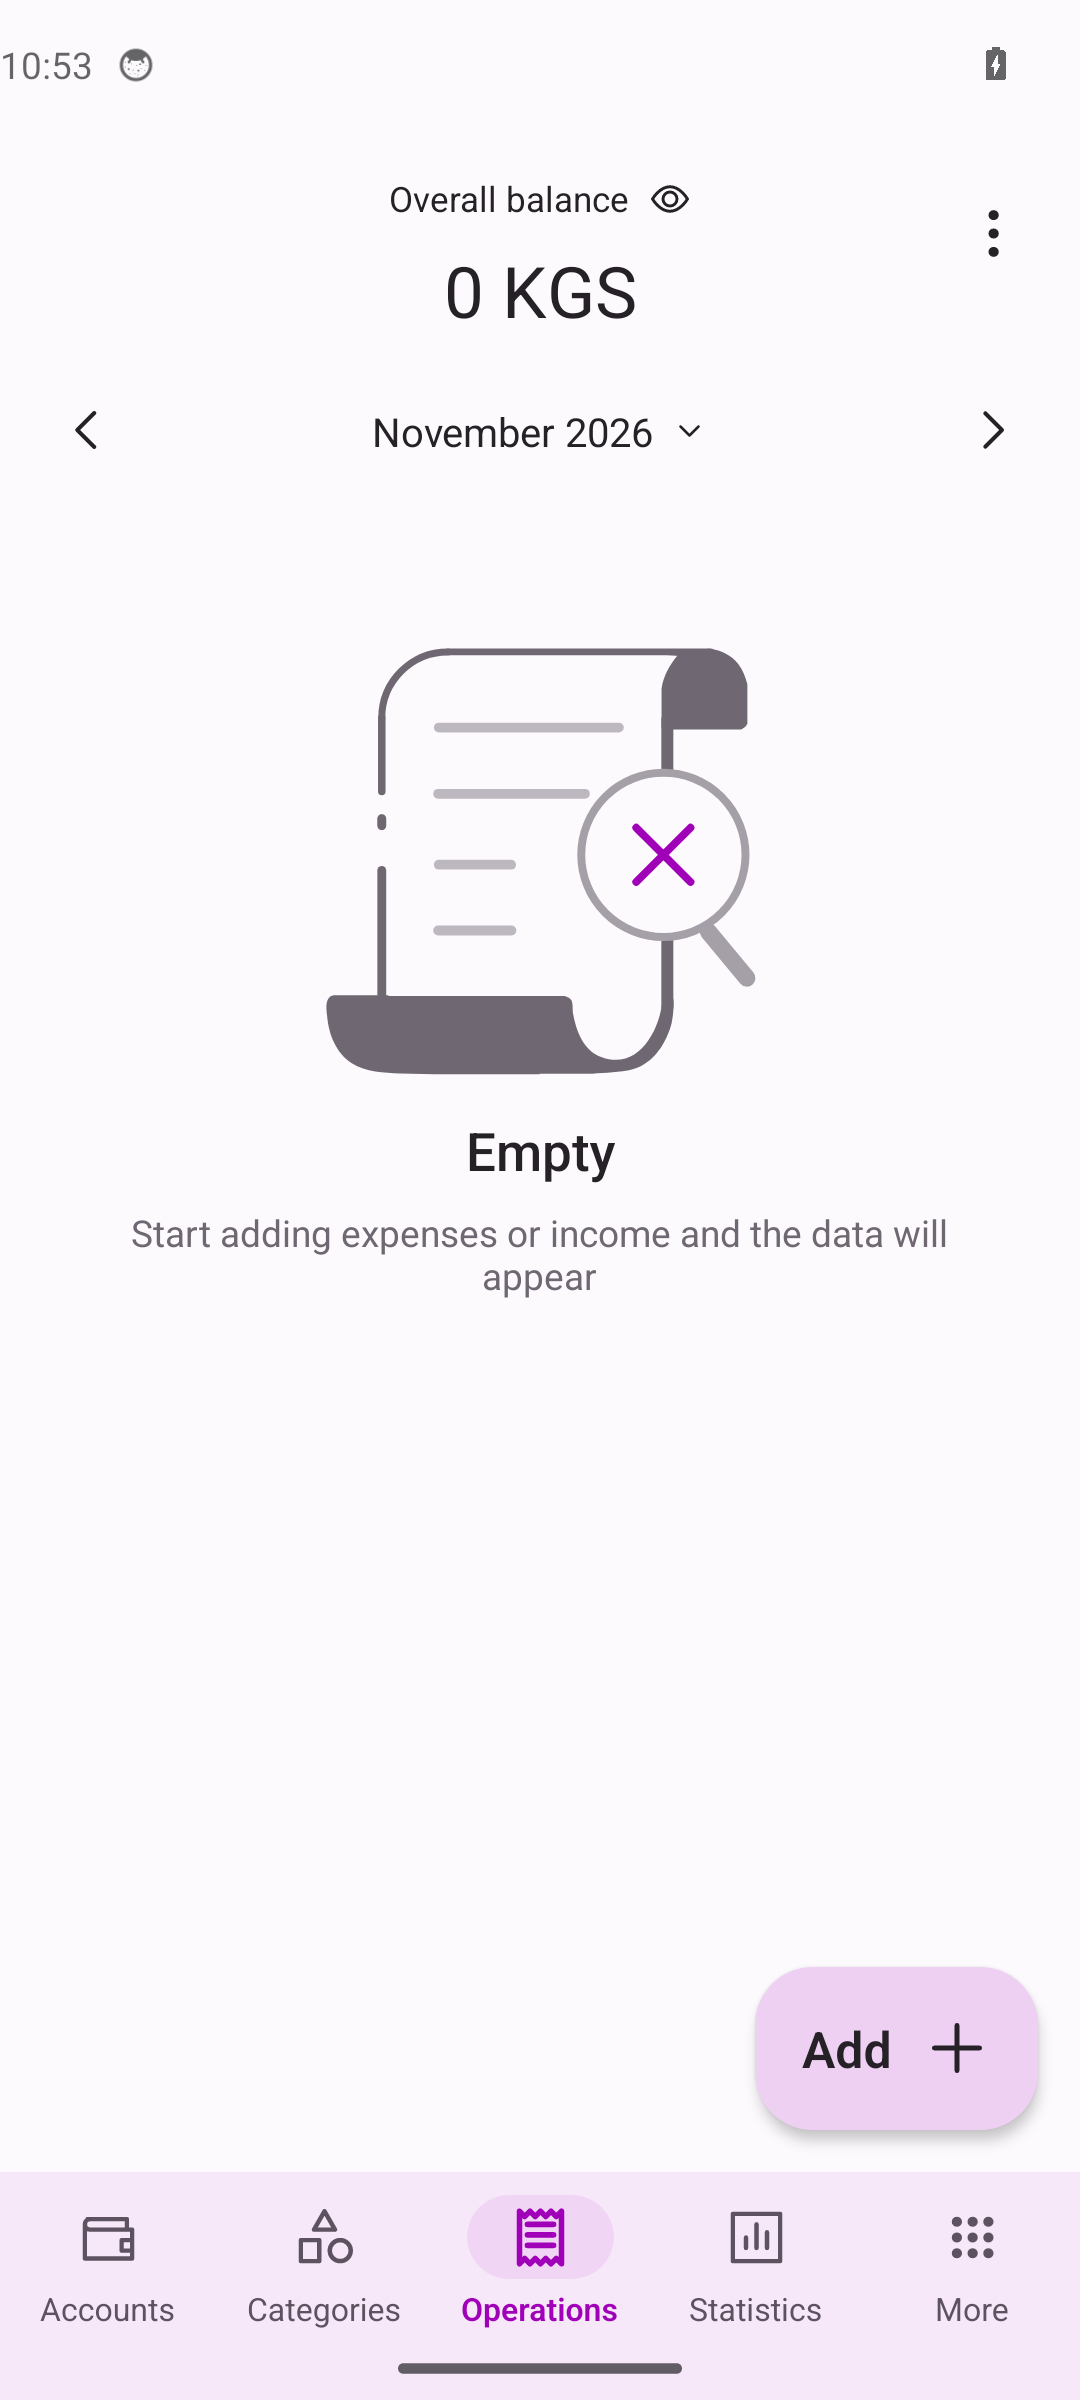 10:53
Overall balance
0 KGS
November 2026
Empty
Start adding expenses or income and the data will
appear
Add
Accounts
Categories
Operations
Statistics
More